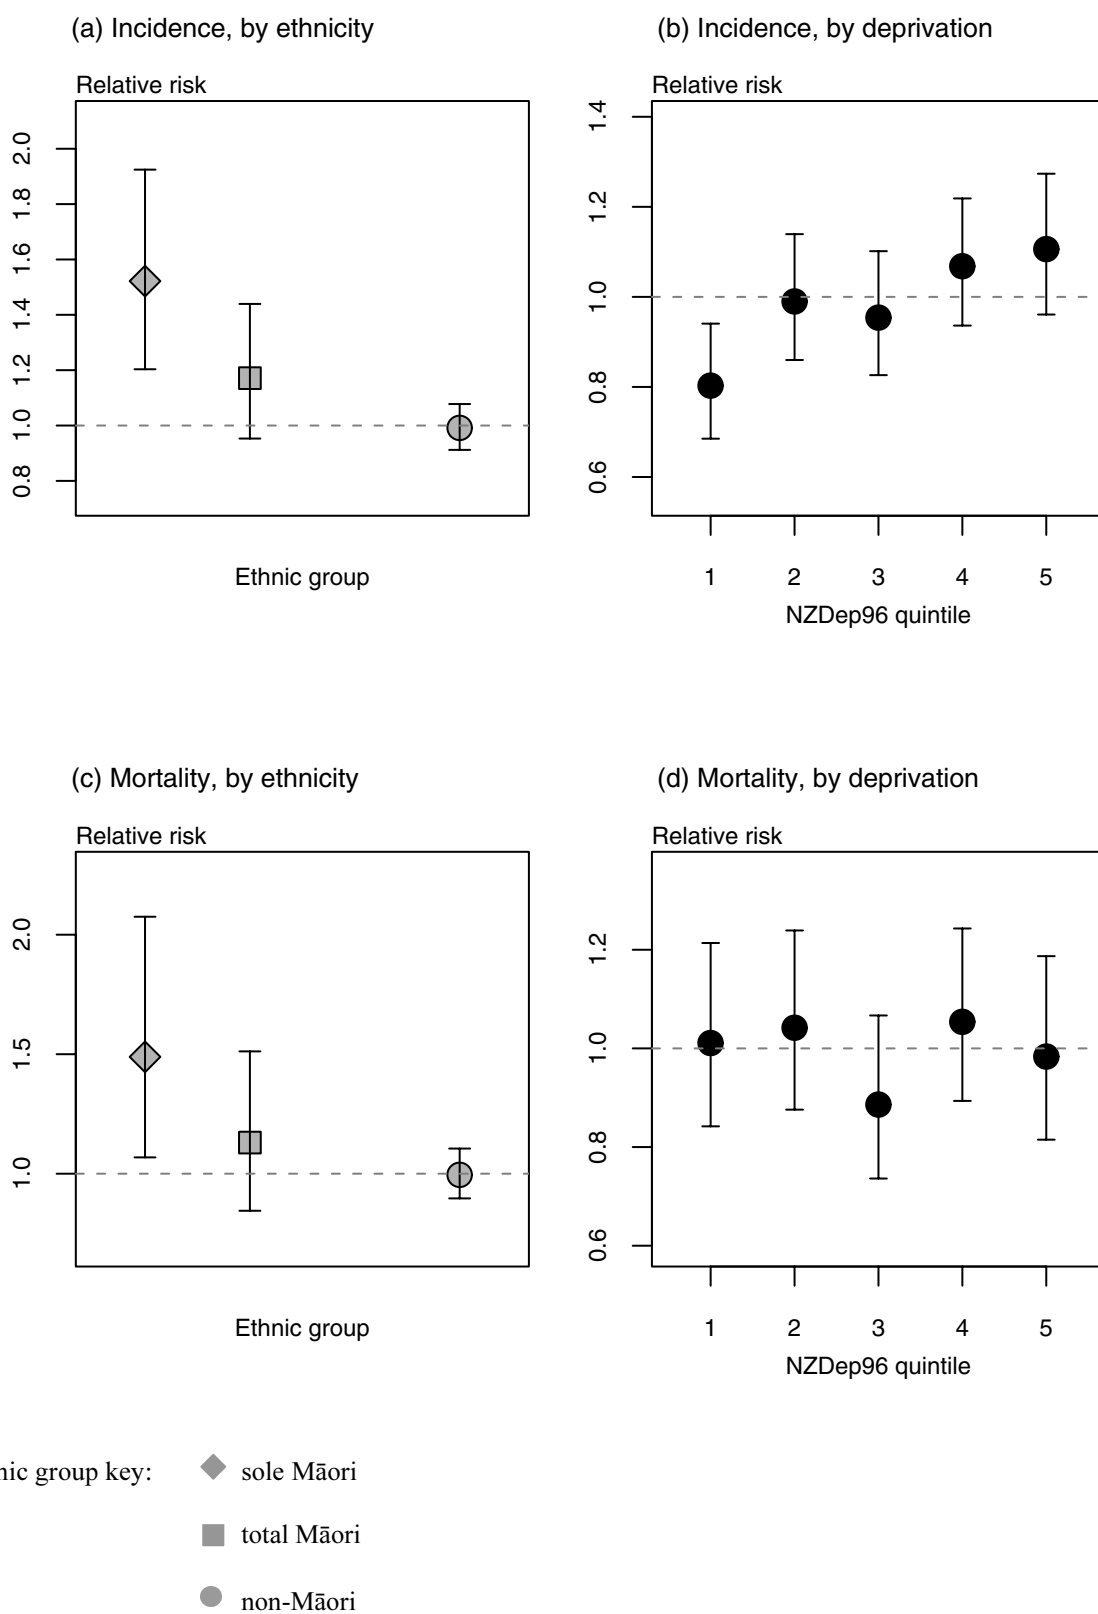 (a) Incidence, by ethnicity
Relative risk
2.0
1.8
1.6
1.4
1.2
1.0
0.8
Ethnic group
(b) Incidence, by deprivation
Relative risk
1.4
1.2
1.0
0.8
0.6
1 2 3 4 5
NZDep96 quintile
(c) Mortality, by ethnicity
Relative risk
2.0
1.5
1.0
Ethnic group
(d) Mortality, by deprivation
Relative risk
1.2
1.0
0.8
0.6
1 2 3 4 5
NZDep96 quintile
nic group key:
sole Māori
total Māori
non-Māori